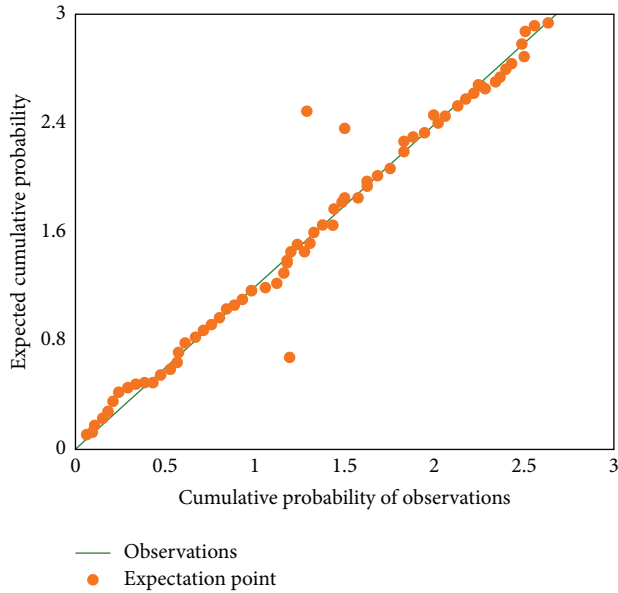 3
2.4
1.6
0.8
0
Expected cumulative probability
0 0.5 1 1.5 2 2.5 3
Cumulative probability of observations
Observations
Expectation point